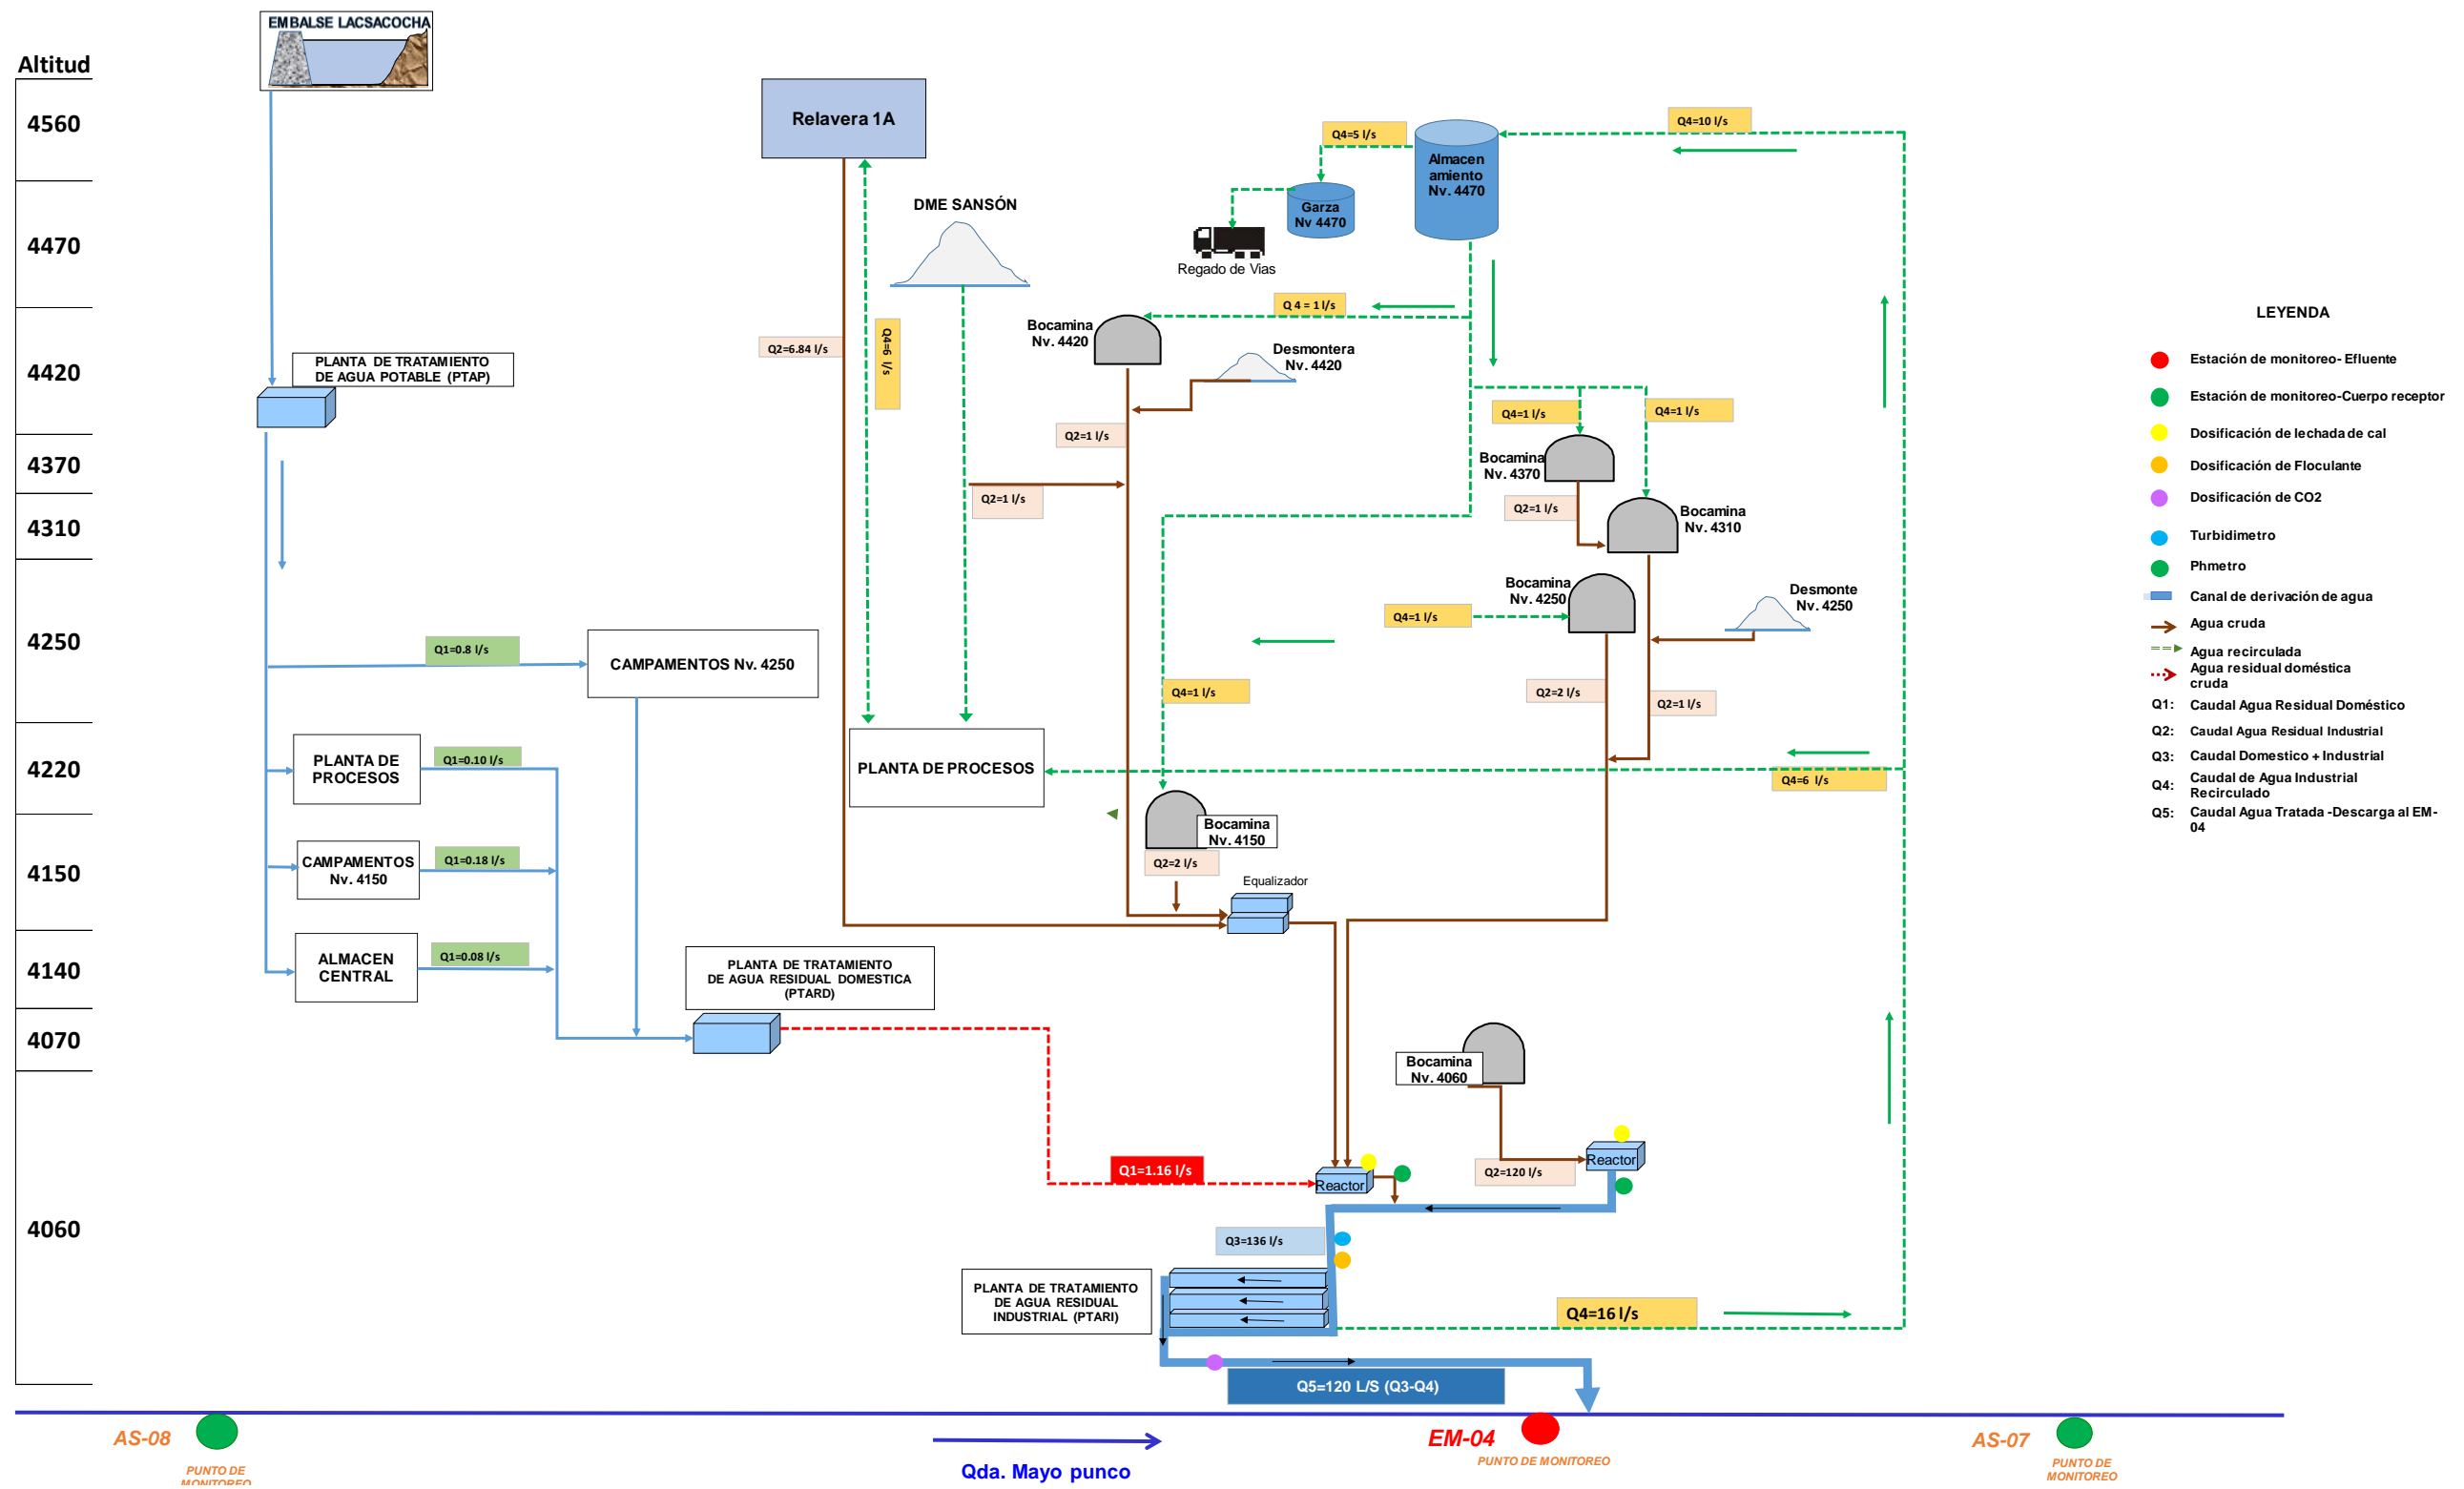 EMBALSE LACSACOCHA
Altitud
4560
4470
4420
4370
4310
4250
4220
4150
4140
4070
4060
PLANTA DE TRATAMIENTO
DE AGUA POTABLE (PTAP)
Q1=0.8 l/s
CAMPAMENTOS Nv. 4250
PLANTA DE
PROCESOS
Q1=0.10 l/s
CAMPAMENTOS
Nv. 4150
Q1=0.18 l/s
ALMACEN
CENTRAL
Q1=0.08 l/s
PLANTA DE TRATAMIENTO
DE AGUA RESIDUAL DOMESTICA
(PTARD)
Relavera 1A
Q2=6.84 l/s
Q4=6 l/s
DME SANSÓN
Q2=1 l/s
PLANTA DE PROCESOS
Bocamina
Nv. 4420
Desmontera
Nv. 4420
Q2=1 l/s
Q 4 = 1 l/s
Q4=5 l/s
Garza
Nv 4470
Regado de Vias
Almacen
amiento
Nv. 4470
Q4=10 l/s
Q4=1 l/s
Q4=1 l/s
Bocamina
Nv. 4370
Q2=1 l/s
Bocamina
Nv. 4310
Bocamina
Nv. 4250
Q4=1 l/s
Desmonte
Nv. 4250
Q4=1 l/s
Q2=2 l/s
Q2=1 l/s
Q4=6 l/s
Bocamina
Nv. 4150
Q2=2 l/s
Equalizador
Bocamina
Nv. 4060
Q2=120 l/s
Reactor
Q1=1.16 l/s
Reactor
Q3=136 l/s
PLANTA DE TRATAMIENTO
DE AGUA RESIDUAL
INDUSTRIAL (PTARI)
Q4=16 l/s
Q5=120 L/S (Q3-Q4)
AS-08
PUNTO DE
MONITOREO
Qda. Mayo punco
EM-04
PUNTO DE MONITOREO
AS-07
PUNTO DE
MONITOREO
LEYENDA
Estación de monitoreo- Efluente
Estación de monitoreo-Cuerpo receptor
Dosificación de lechada de cal
Dosificación de Floculante
Dosificación de CO2
Turbidimetro
Phmetro
Canal de derivación de agua
Agua cruda
Agua recirculada
Agua residual doméstica
cruda
Q1: Caudal Agua Residual Doméstico
Q2: Caudal Agua Residual Industrial
Q3: Caudal Domestico + Industrial
Q4: Caudal de Agua Industrial
Recirculado
Q5: Caudal Agua Tratada -Descarga al EM-
04